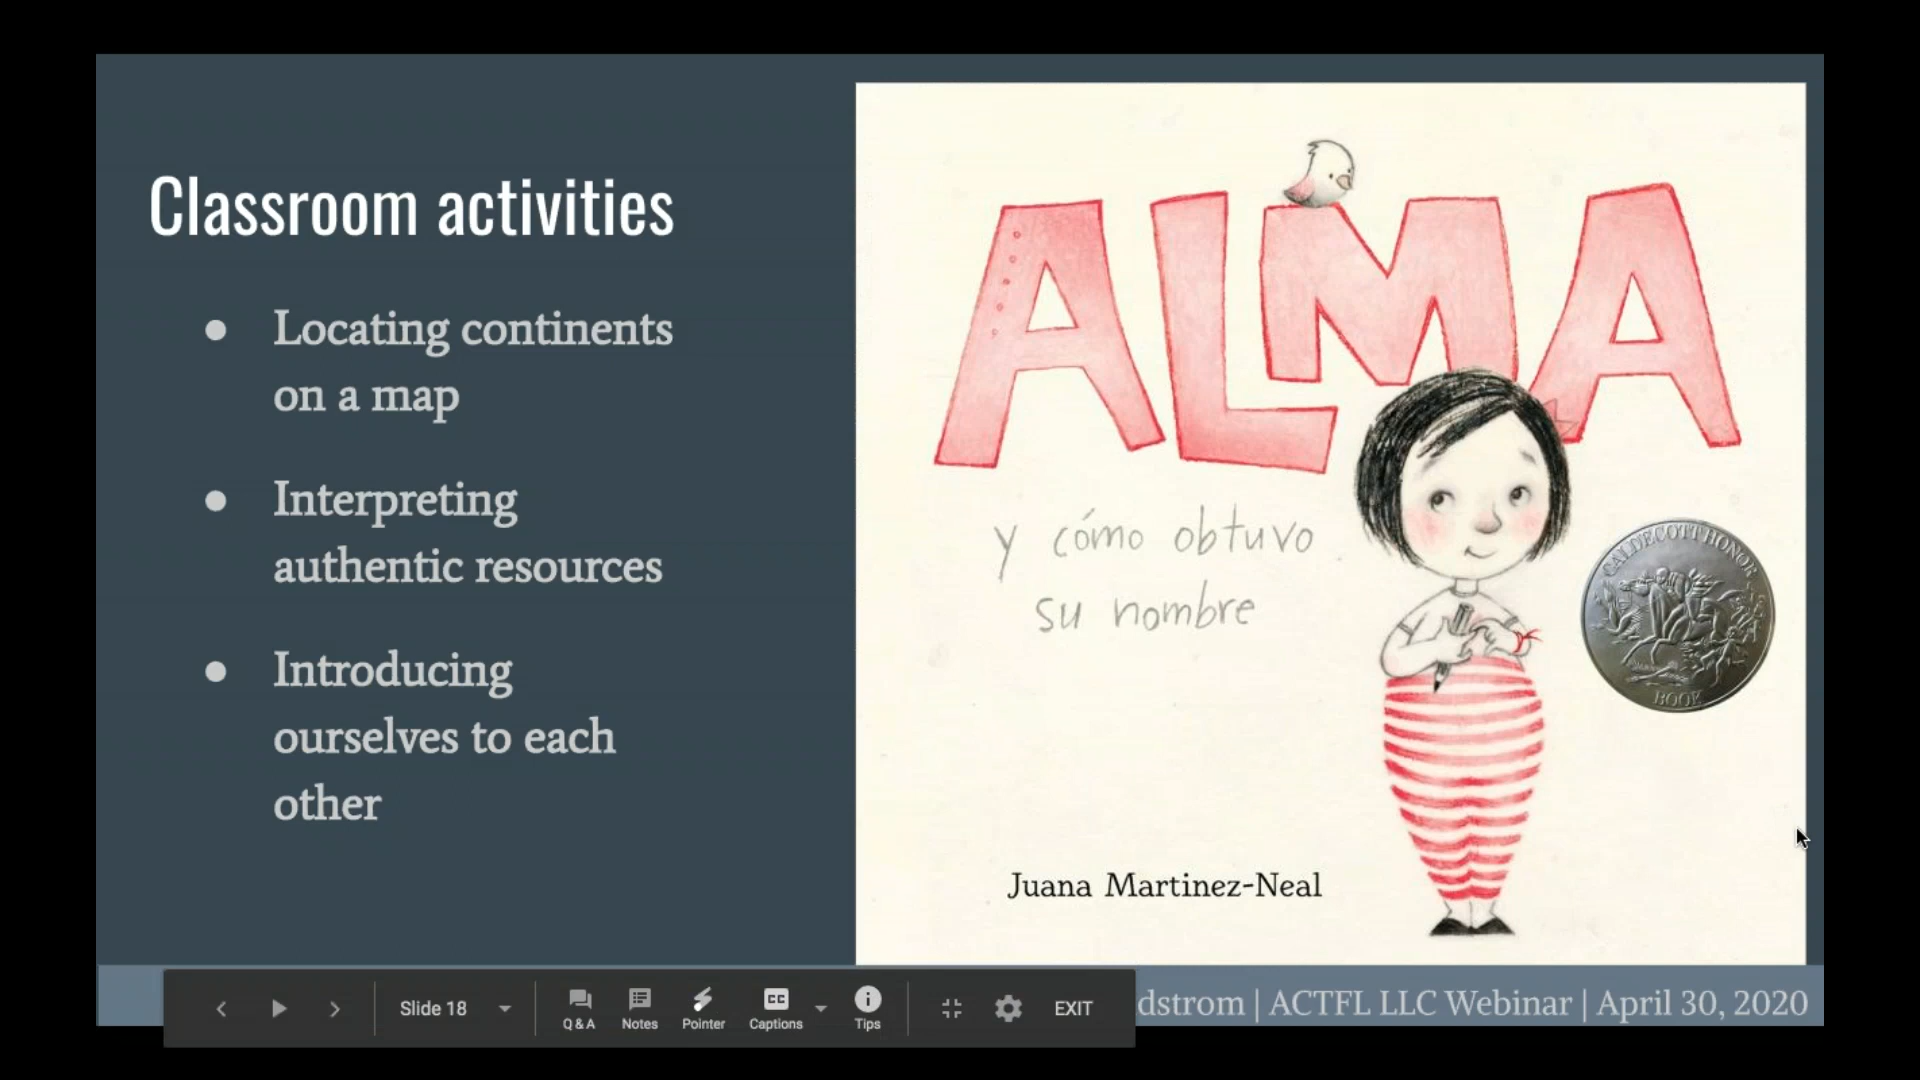 Classroom activities
● Locating continents
on a map
● Interpreting
authentic resources
● Introducing
ourselves to each
other
ALMA
y cómo obtuvo
su nombre
CALDECOTT HONOR
BOOK
Juana Martinez-Neal
Slide 18
Q & A
Notes
Pointer
CC
Captions
Tips
EXIT
dstrom | ACTFL LLC Webinar | April 30, 2020